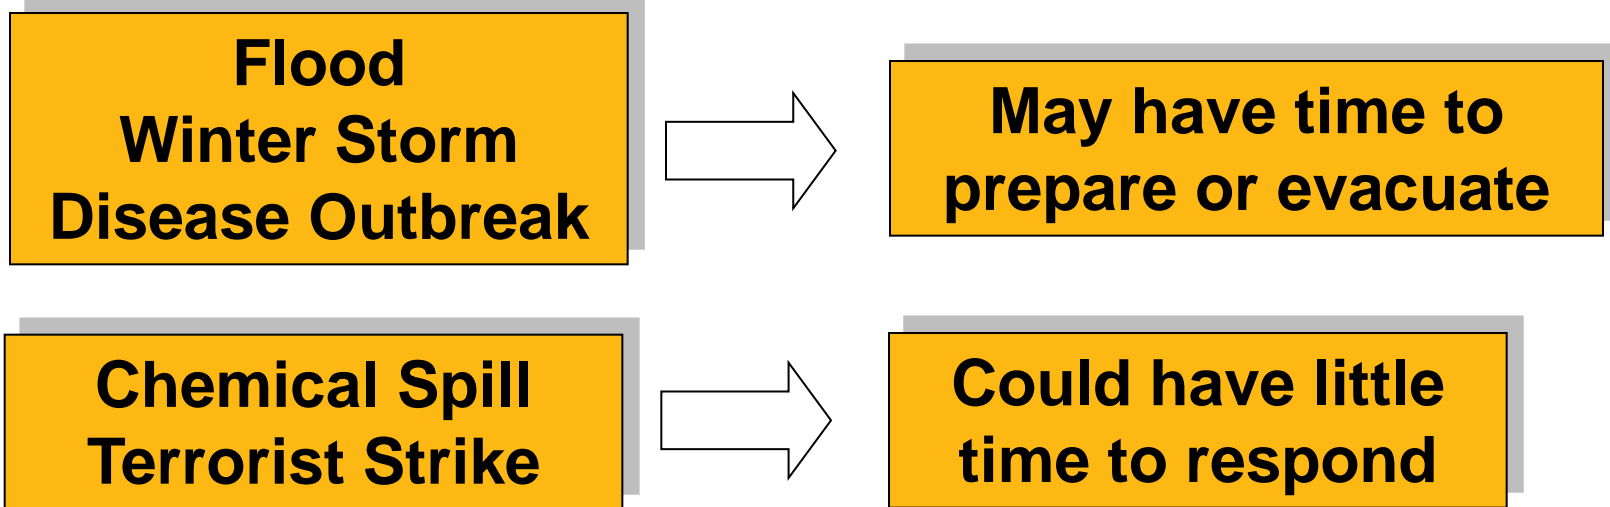 Flood
Winter Storm
Disease Outbreak
May have time to
prepare or evacuate
Chemical Spill
Terrorist Strike
Could have little
time to respond